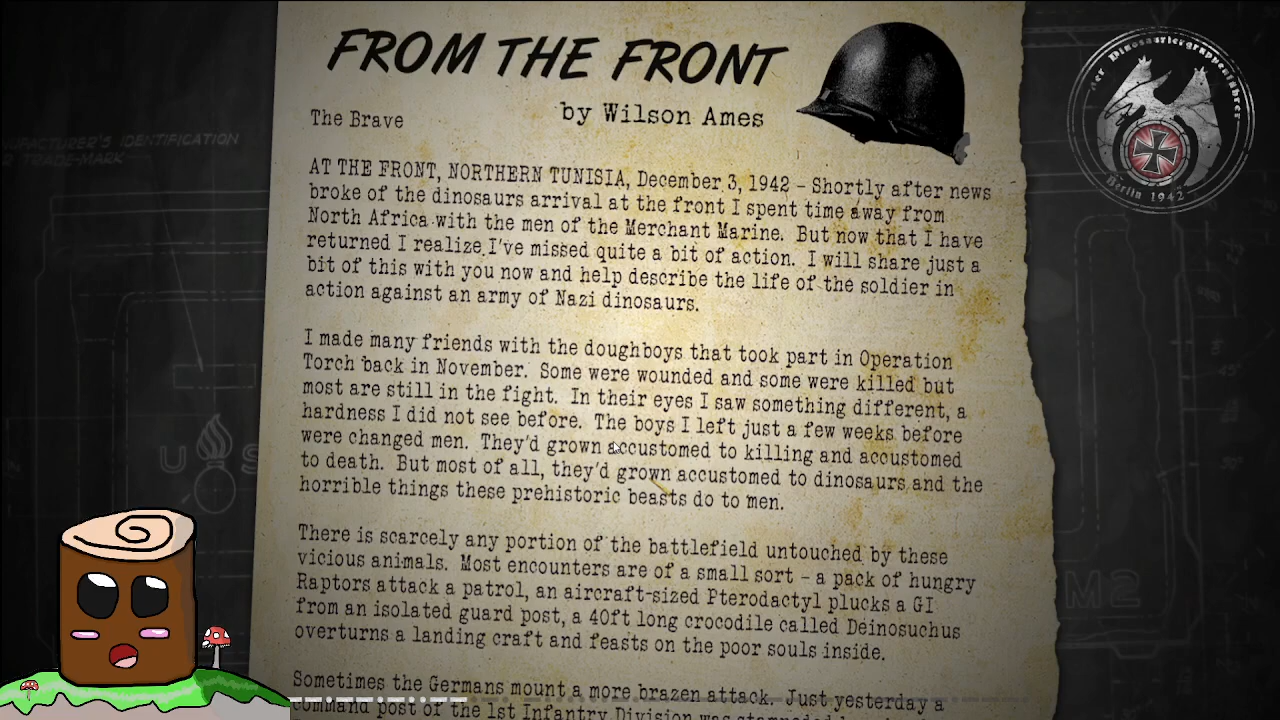 FROM THE FRONT
by Wilson Ames
The Brave
AT THE FRONT, NORTHERN TUNISIA, December 3, 1942 – Shortly after news
broke of the dinosaurs arrival at the front I spent time away from
North Africa with the men of the Merchant Marine. But now that I have
returned I realize I've missed quite a bit of action. I will share just a
bit of this with you now and help describe the life of the soldier in
action against an army of Nazi dinosaurs.
I made many friends with the doughboys that took part in Operation
Torch back in November. Some were wounded and some were killed but
most are still in the fight. In their eyes I saw something different, a
hardness I did not see before. The boys I left just a few weeks before
were changed men. They'd grown accustomed to killing and accustomed
to death. But most of all, they'd grown accustomed to dinosaurs and the
horrible things these prehistoric beasts do to men.
There is scarcely any portion of the battlefield untouched by these
vicious animals. Most encounters are of a small sort – a pack of hungry
Raptors attack a patrol, an aircraft-sized Pterodactyl plucks a GI
from an isolated guard post, a 40ft long crocodile called Deinosuchus
overturns a landing craft and feasts on the poor souls inside.
Sometimes the Germans mount a more brazen attack. Just yesterday a
command post of the 1st Infantry Division was stampeded
Der Dinosauriergruppenführer
Berlin 1942
IDENTIFICATION
TRADE-MARK
U S
M2